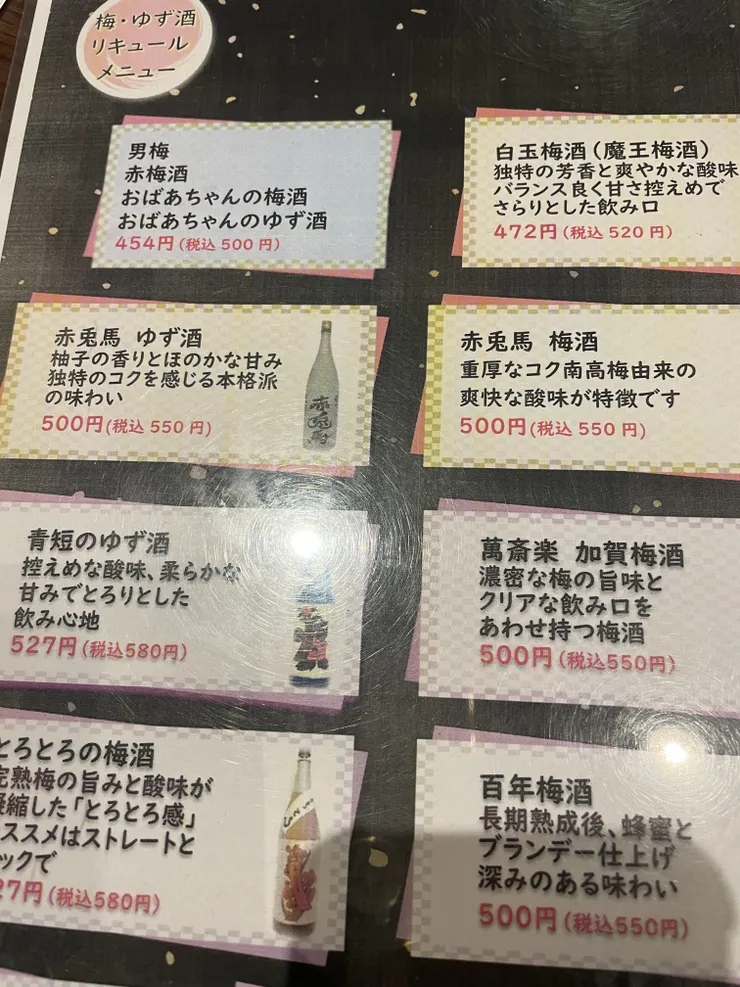 梅・ゆず酒
リキュール
メニュー
男梅
赤梅酒
おばあちゃんの梅酒
おばあちゃんのゆず酒
454円(税込 500 円)
白玉梅酒(魔王梅酒)
独特の芳香と爽やかな酸味
バランス良く甘さ控えめで
さらりとした飲み口
472円(税込 520 円)
赤兎馬 ゆず酒
柚子の香りとほのかな甘み
独特のコクを感じる本格派
の味わい
500円(税込 550 円)
赤兎馬
赤兎馬 梅酒
重厚なコク南高梅由来の
爽快な酸味が特徴です
500円(税込 550 円)
青短のゆず酒
控えめな酸味、柔らかな
甘みでとろりとした
飲み心地
527円(税込580円)
萬斎楽 加賀梅酒
濃密な梅の旨味と
クリアな飲み口を
あわせ持つ梅酒
500円(税込550円)
とろとろの梅酒
完熟梅の旨みと酸味が
凝縮した「とろとろ感」
ススメはストレートと
ックで
27円(税込580円)
百年梅酒
長期熟成後、蜂蜜と
ブランデー仕上げ
深みのある味わい
500円(税込550円)